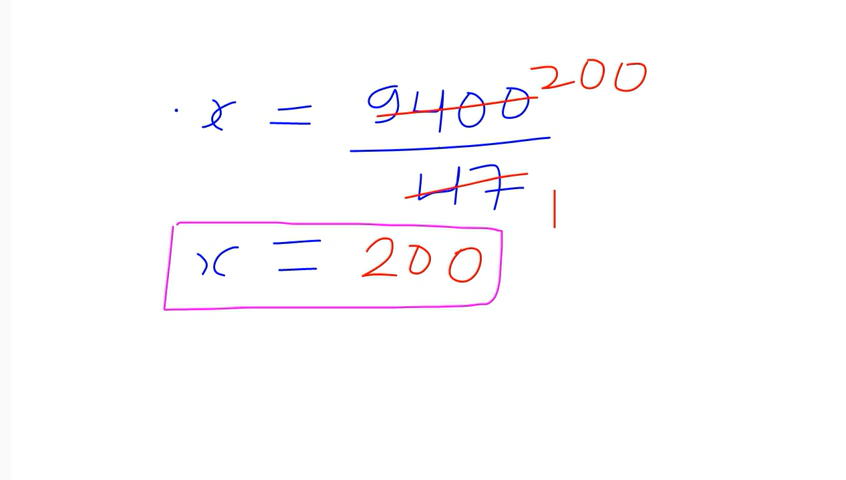 x = 9400 200
47 1
x = 200